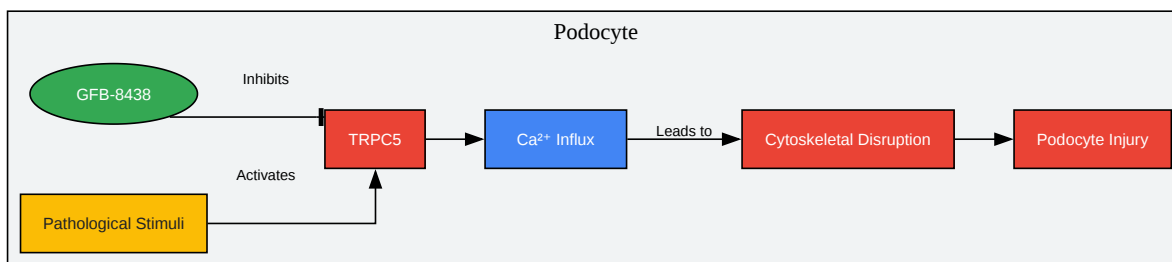 Podocyte
GFB-8438
Inhibits
TRPC5
Ca²⁺ Influx
Leads to
Cytoskeletal Disruption
Podocyte Injury
Activates
Pathological Stimuli